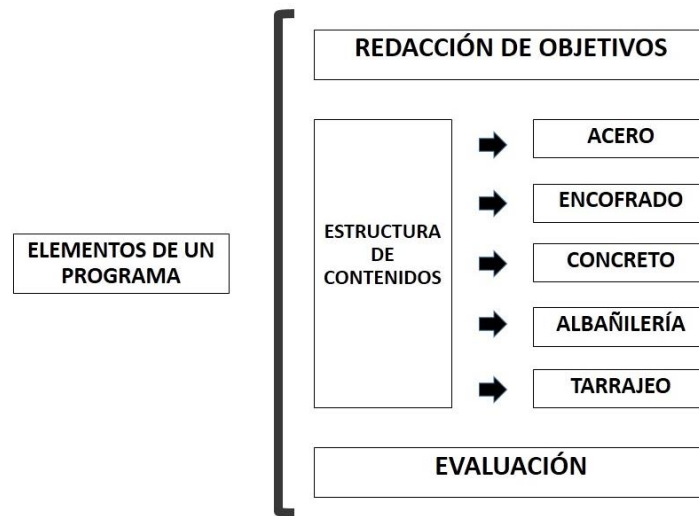 REDACCIÓN DE OBJETIVOS
ELEMENTOS DE UN
PROGRAMA
ESTRUCTURA
DE
CONTENIDOS
ACERO
ENCOFRADO
CONCRETO
ALBAÑILERÍA
TARRAJEO
EVALUACIÓN